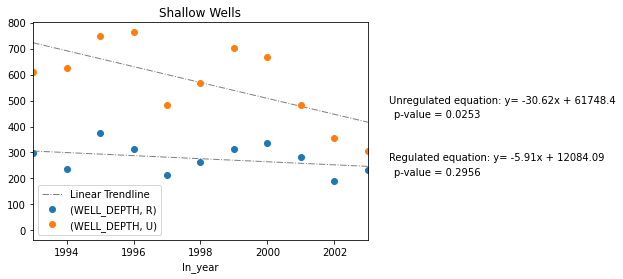 Shallow Wells
800
700
600
500
400
300
200
100
0
Linear Trendline
(WELL_DEPTH, R)
(WELL_DEPTH, U)
1994 1996 1998 2000 2002
In_year
Unregulated equation: y= -30.62x + 61748.4
p-value = 0.0253
Regulated equation: y= -5.91x + 12084.09
p-value = 0.2956